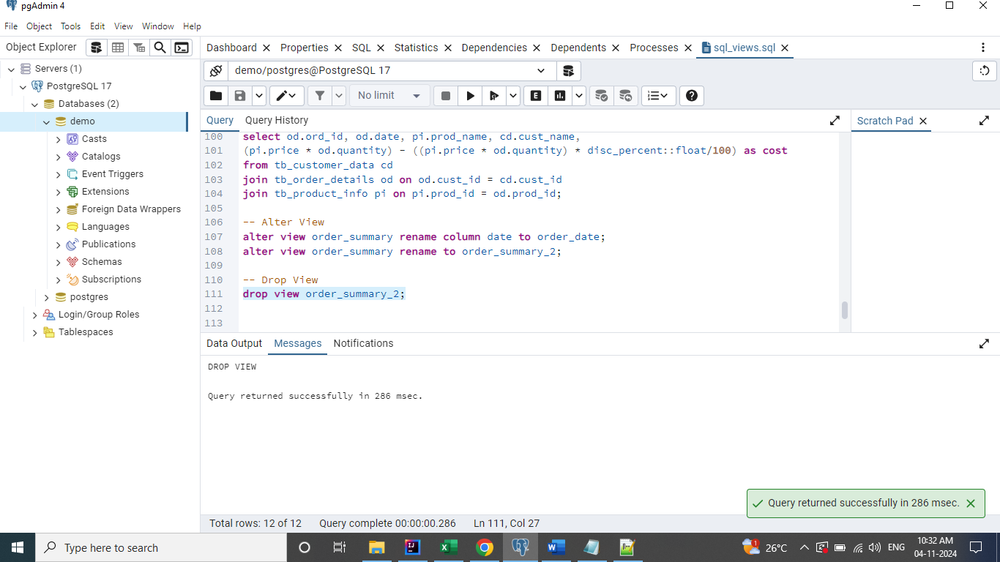 pgAdmin 4
File Object Tools Edit View Window Help
Object Explorer
Dashboard Properties SQL Statistics Dependencies Dependents Processes sql_views.sql
Servers (1)
PostgreSQL 17
Databases (2)
demo
Casts
Catalogs
Event Triggers
Extensions
Foreign Data Wrappers
Languages
Publications
Schemas
Subscriptions
postgres
Login/Group Roles
Tablespaces
demo/postgres@PostgreSQL 17
No limit
E
Query Query History
Scratch Pad
100 select od.ord_id, od.date, pi.prod_name, cd.cust_name,
101 (pi.price * od.quantity) - ((pi.price * od.quantity) * disc_percent::float/100) as cost
102 from tb_customer_data cd
103 join tb_order_details od on od.cust_id = cd.cust_id
104 join tb_product_info pi on pi.prod_id = od.prod_id;
105
106 -- Alter View
107 alter view order_summary rename column date to order_date;
108 alter view order_summary rename to order_summary_2;
109
110 -- Drop View
111 drop view order_summary_2;
112
113
Data Output Messages Notifications
DROP VIEW
Query returned successfully in 286 msec.
Query returned successfully in 286 msec.
Total rows: 12 of 12 Query complete 00:00:00.286 Ln 111, Col 27
Type here to search
1
26°C
ENG
10:32 AM
04-11-2024